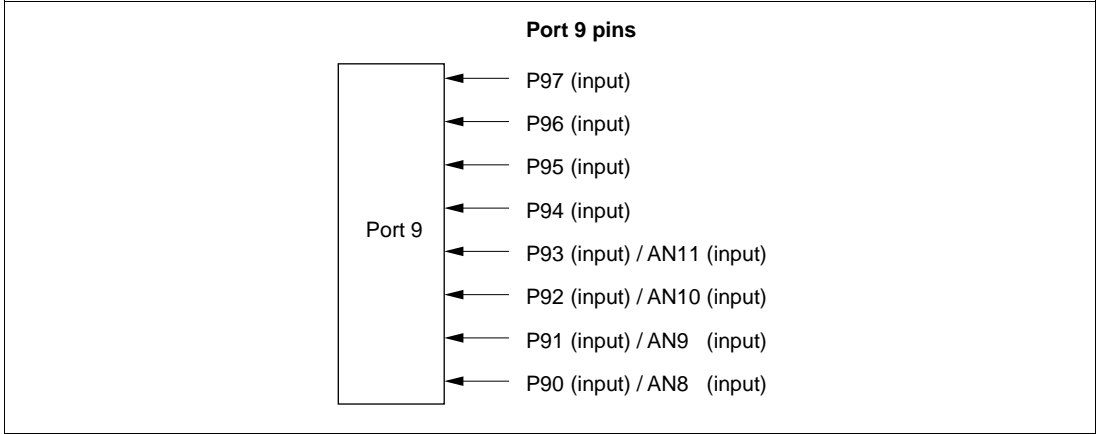 Port 9 pins
P97 (input)
P96 (input)
P95 (input)
P94 (input)
Port 9
P93 (input) / AN11 (input)
P92 (input) / AN10 (input)
P91 (input) / AN9 (input)
P90 (input) / AN8 (input)